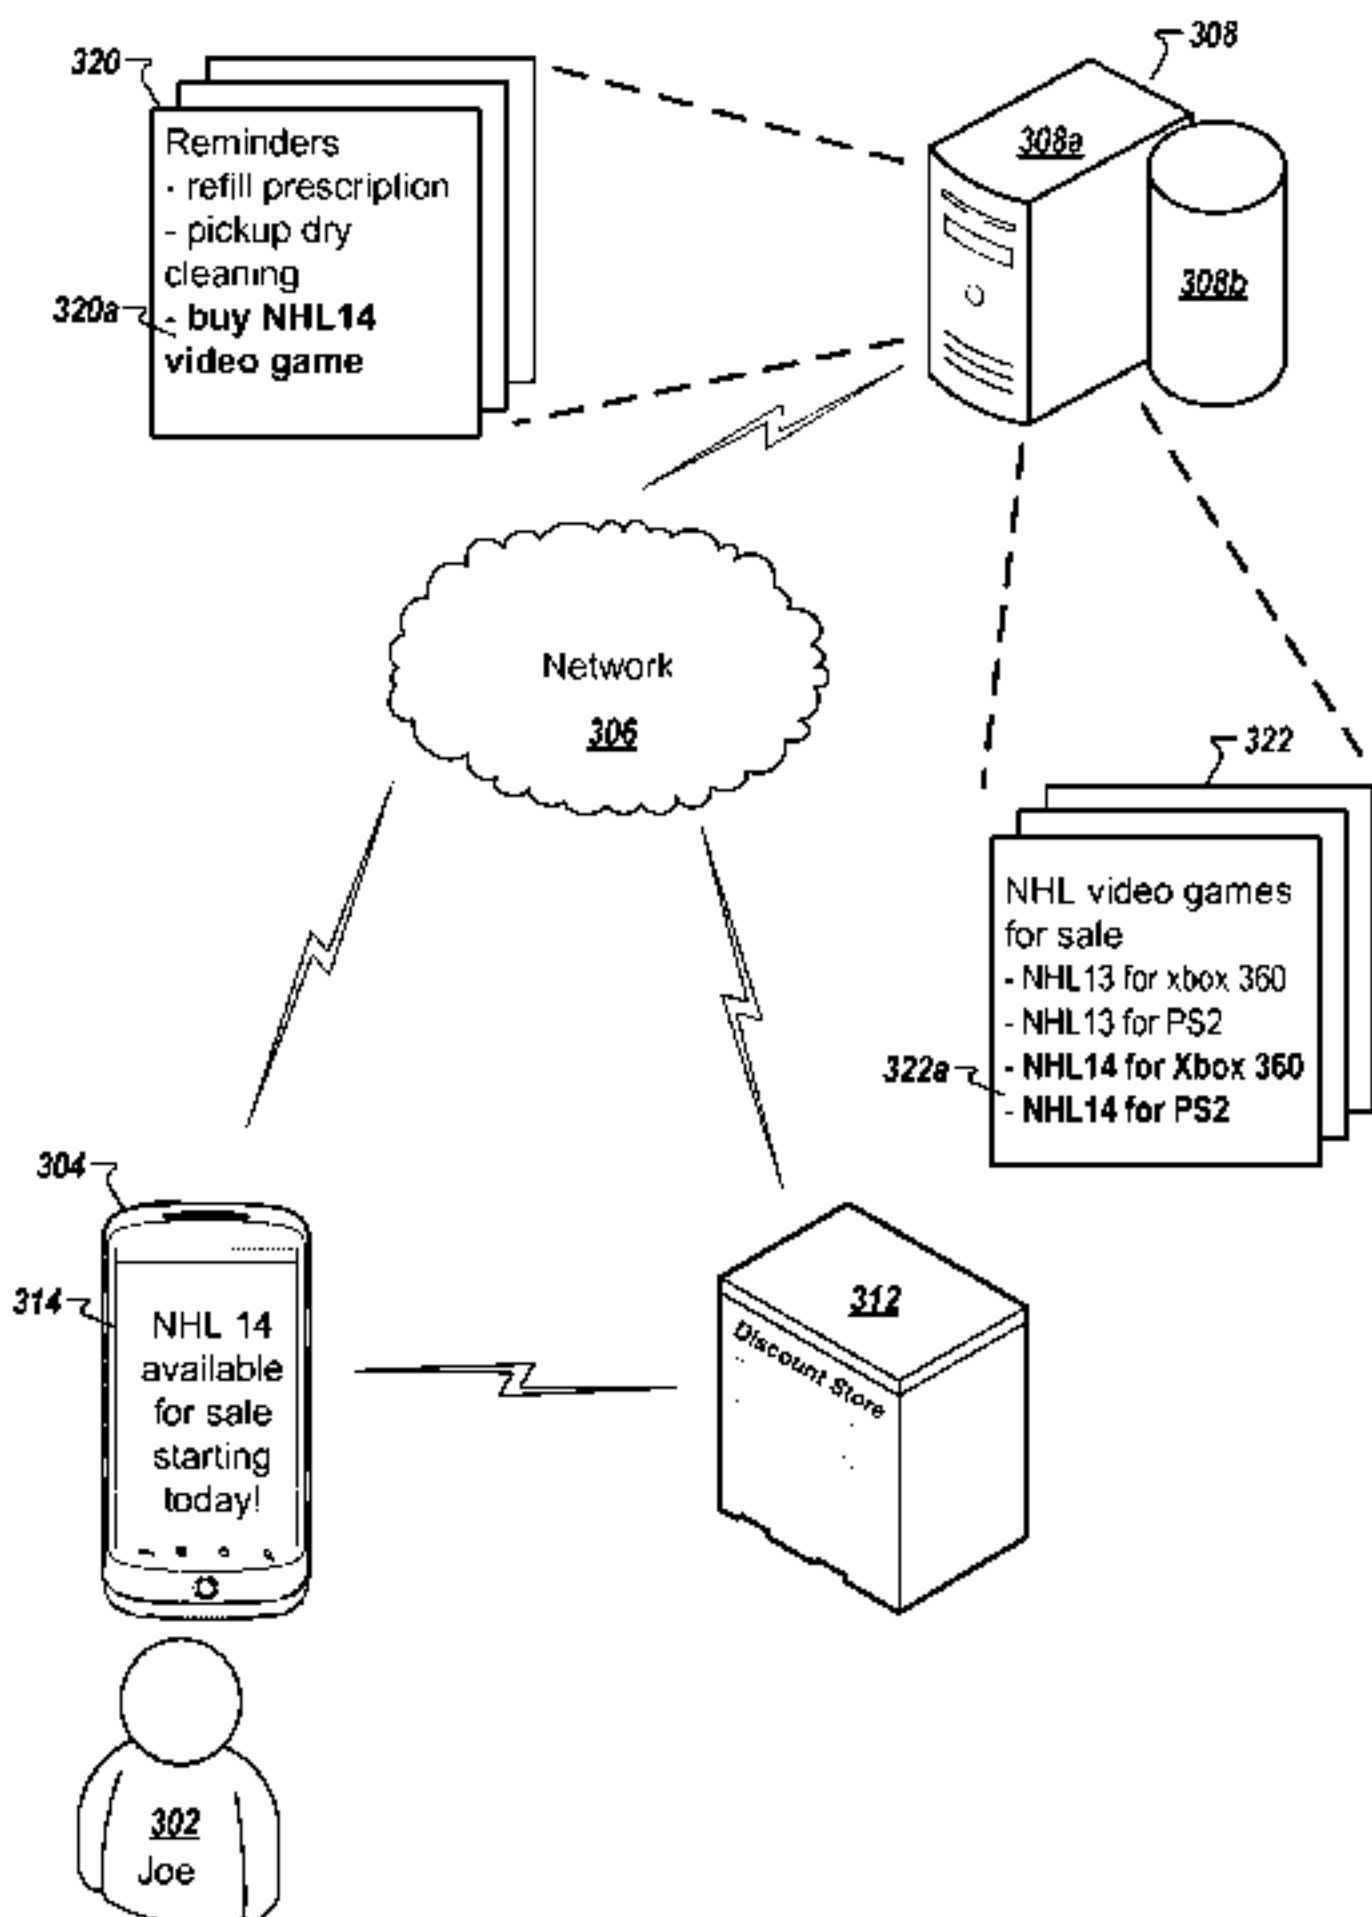 320
Reminders
- refill prescription
- pickup dry
cleaning
320a
- buy NHL14
video game
308
308a
308b
Network
306
322
NHL video games
for sale
- NHL13 for xbox 360
- NHL13 for PS2
- NHL14 for Xbox 360
322a
- NHL14 for PS2
304
314
NHL 14
available
for sale
starting
today!
312
Discount Store
302
Joe